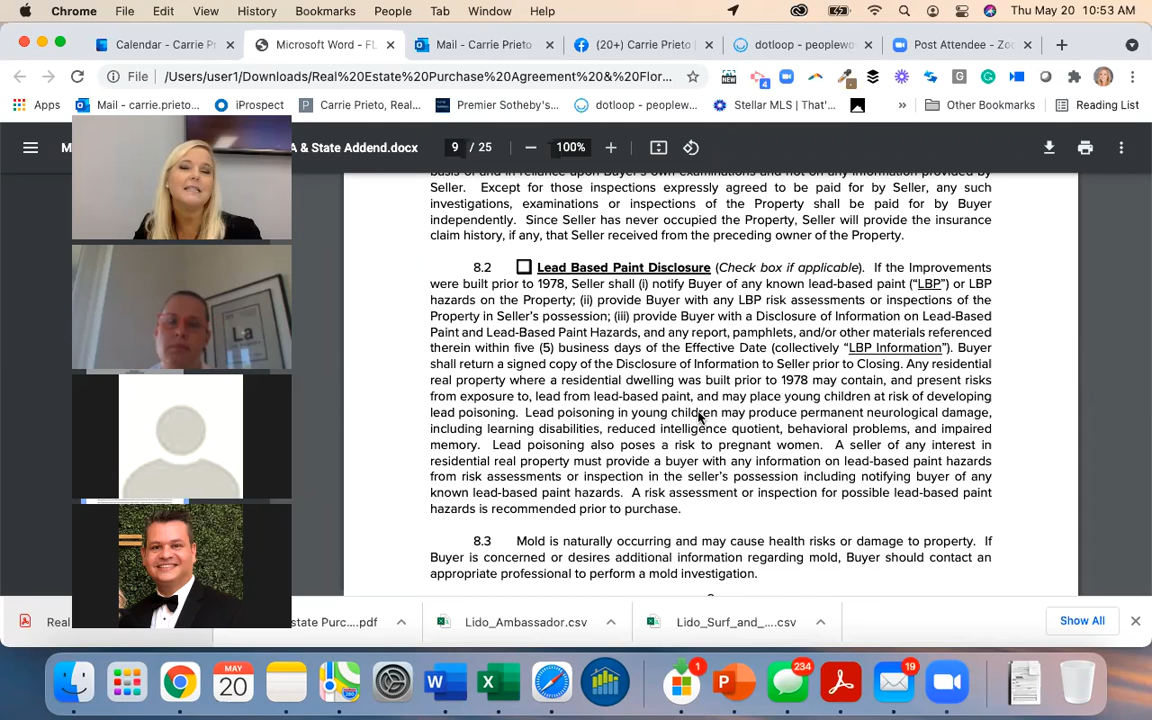 Chrome File Edit View History Bookmarks People Tab Window Help Thu May 20 10:53 AM
Calendar - Carrie Pr Microsoft Word - FL Mail - Carrie Prieto (20+) Carrie Prieto dotloop - peoplewo Post Attendee - Zoo
File /Users/user1/Downloads/Real%20Estate%20Purchase%20Agreement%20&%20Flor...
NEW 4
Apps Mail - carrie.prieto... iProspect Carrie Prieto, Real... Premier Sotheby's... dotloop - peoplew... Stellar MLS | That'... » Other Bookmarks Reading List
A & State Addend.docx 9 / 25 100%
basis of and in reliance upon Buyer's own examinations and not on any information provided by
Seller. Except for those inspections expressly agreed to be paid for by Seller, any such
investigations, examinations or inspections of the Property shall be paid for by Buyer
independently. Since Seller has never occupied the Property, Seller will provide the insurance
claim history, if any, that Seller received from the preceding owner of the Property.
8.2 Lead Based Paint Disclosure (Check box if applicable). If the Improvements
were built prior to 1978, Seller shall (i) notify Buyer of any known lead-based paint (“LBP”) or LBP
hazards on the Property; (ii) provide Buyer with any LBP risk assessments or inspections of the
Property in Seller's possession; (iii) provide Buyer with a Disclosure of Information on Lead-Based
Paint and Lead-Based Paint Hazards, and any report, pamphlets, and/or other materials referenced
therein within five (5) business days of the Effective Date (collectively “LBP Information”). Buyer
shall return a signed copy of the Disclosure of Information to Seller prior to Closing. Any residential
real property where a residential dwelling was built prior to 1978 may contain, and present risks
from exposure to, lead from lead-based paint, and may place young children at risk of developing
lead poisoning. Lead poisoning in young children may produce permanent neurological damage,
including learning disabilities, reduced intelligence quotient, behavioral problems, and impaired
memory. Lead poisoning also poses a risk to pregnant women. A seller of any interest in
residential real property must provide a buyer with any information on lead-based paint hazards
from risk assessments or inspection in the seller's possession including notifying buyer of any
known lead-based paint hazards. A risk assessment or inspection for possible lead-based paint
hazards is recommended prior to purchase.
8.3 Mold is naturally occurring and may cause health risks or damage to property. If
Buyer is concerned or desires additional information regarding mold, Buyer should contact an
appropriate professional to perform a mold investigation.
La
Real state Purc....pdf Lido_Ambassador.csv Lido_Surf_and_....csv Show All
MAY
20
W X 1 P 234 19